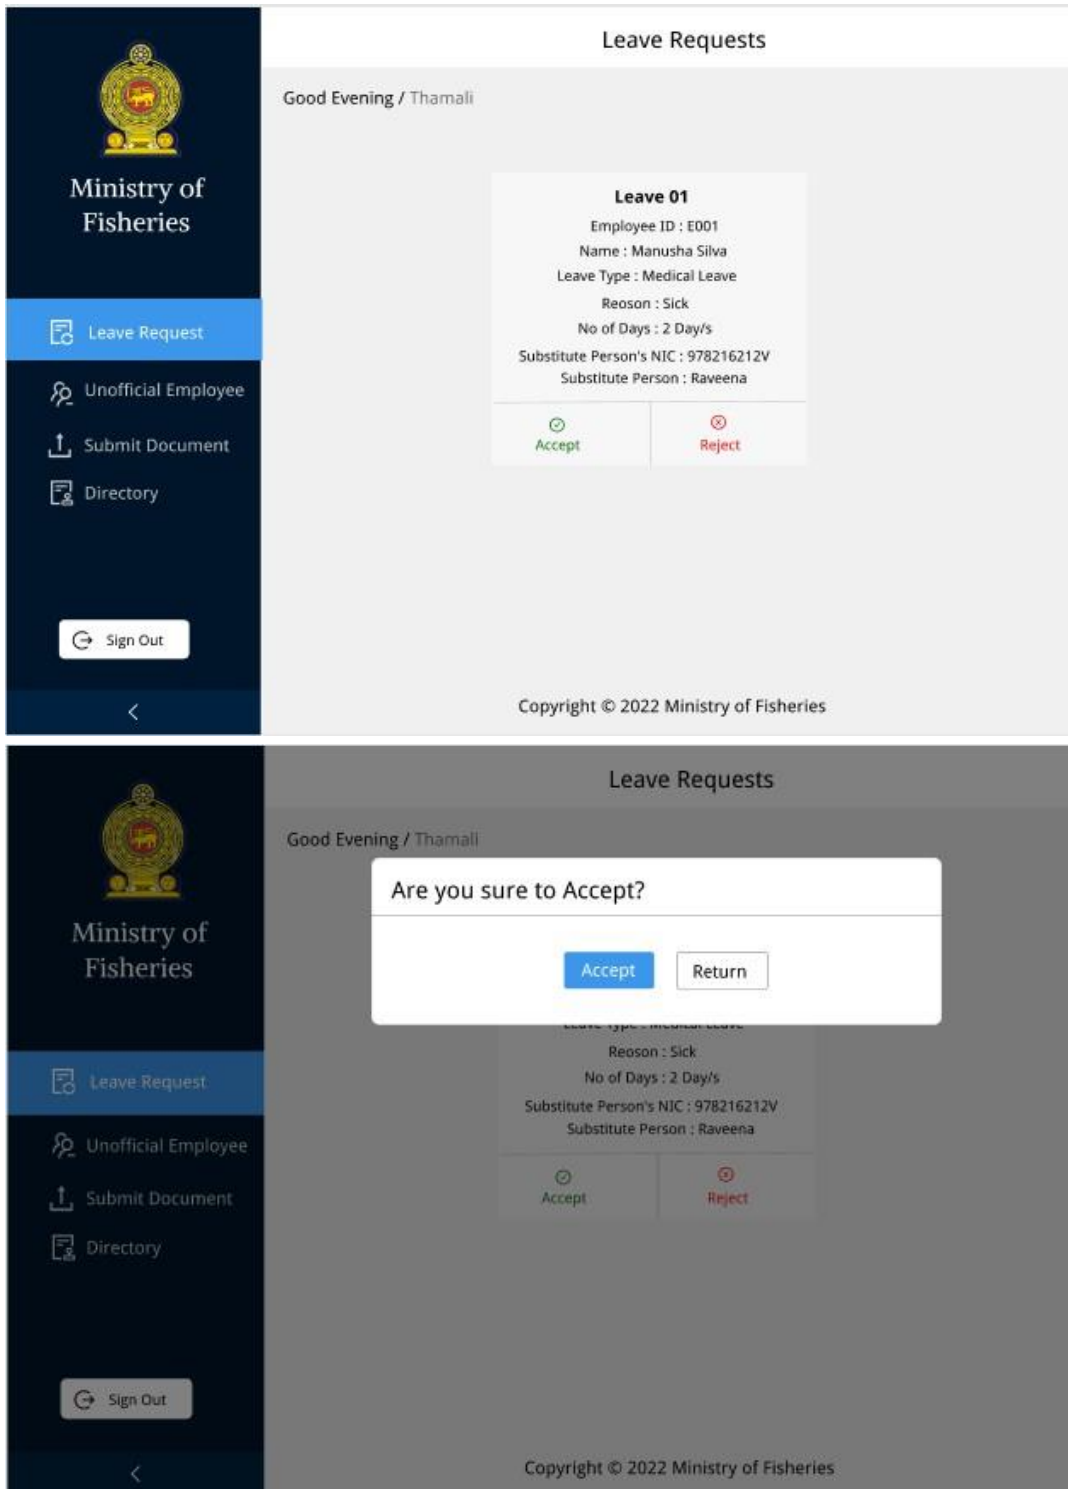 Leave Requests
Good Evening / Thamali
Ministry of
Fisheries
Leave Request
Unofficial Employee
Submit Document
Directory
Sign Out
Leave 01
Employee ID : E001
Name : Manusha Silva
Leave Type : Medical Leave
Reoson : Sick
No of Days : 2 Day/s
Substitute Person's NIC : 978216212V
Substitute Person : Raveena
Accept
Reject
Copyright © 2022 Ministry of Fisheries
Leave Requests
Good Evening / Thamali
Ministry of
Fisheries
Leave Request
Unofficial Employee
Submit Document
Directory
Sign Out
Are you sure to Accept?
Accept
Return
Leave Type : Medical Leave
Reoson : Sick
No of Days : 2 Day/s
Substitute Person's NIC : 978216212V
Substitute Person : Raveena
Accept
Reject
Copyright © 2022 Ministry of Fisheries